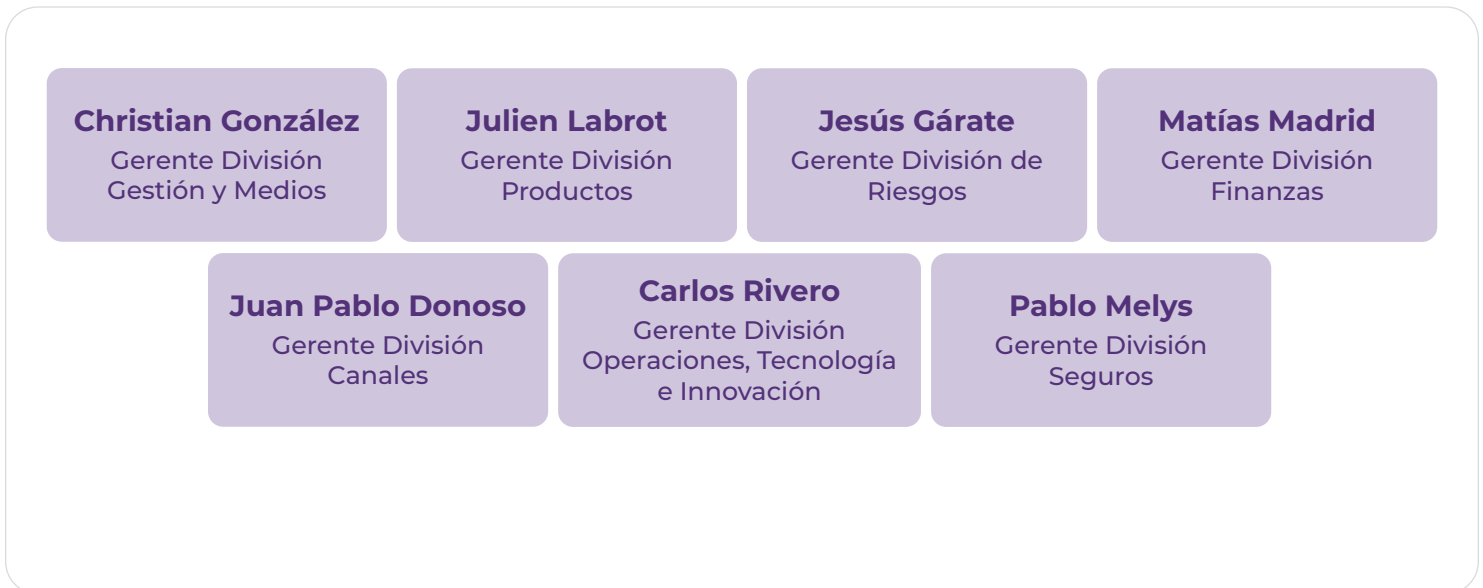 Christian González
Gerente División
Gestión y Medios
Julien Labrot
Gerente División
Productos
Jesús Gárate
Gerente División de
Riesgos
Matías Madrid
Gerente División
Finanzas
Juan Pablo Donoso
Gerente División
Canales
Carlos Rivero
Gerente División
Operaciones, Tecnología
e Innovación
Pablo Melys
Gerente División
Seguros